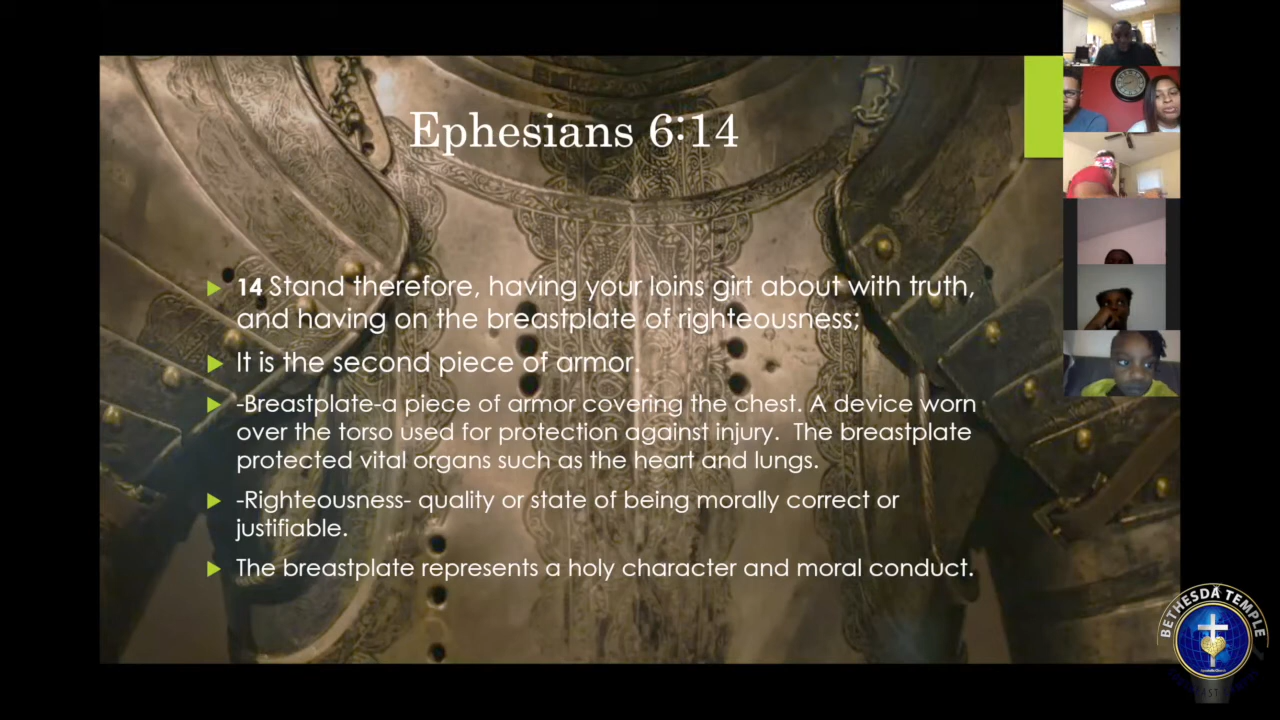 Ephesians 6:14
14 Stand therefore, having your loins girt about with truth,
and having on the breastplate of righteousness;
It is the second piece of armor.
-Breastplate-a piece of armor covering the chest. A device worn
over the torso used for protection against injury. The breastplate
protected vital organs such as the heart and lungs.
-Righteousness- quality or state of being morally correct or
justifiable.
The breastplate represents a holy character and moral conduct.
BETHESDA TEMPLE